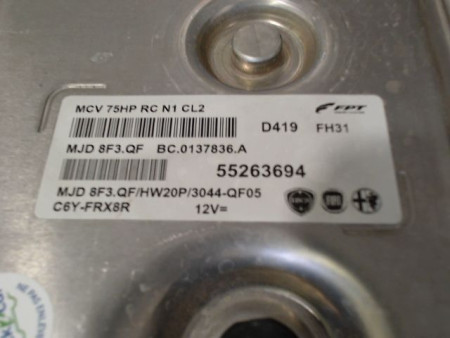 MCV 75HP RC N1 CL2
FPT
D419 FH31
MJD 8F3.QF BC.0137836.A
55263694
MJD 8F3.QF/HW20P/3044-QF05
C6Y-FRX8R 12V=